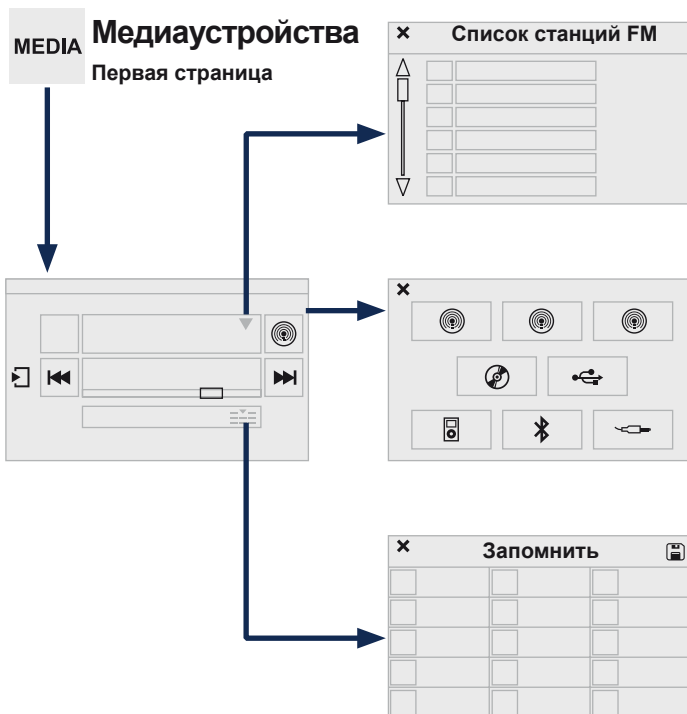 MEDIA
Медиаустройства
Первая страница
Список станций FM
Запомнить